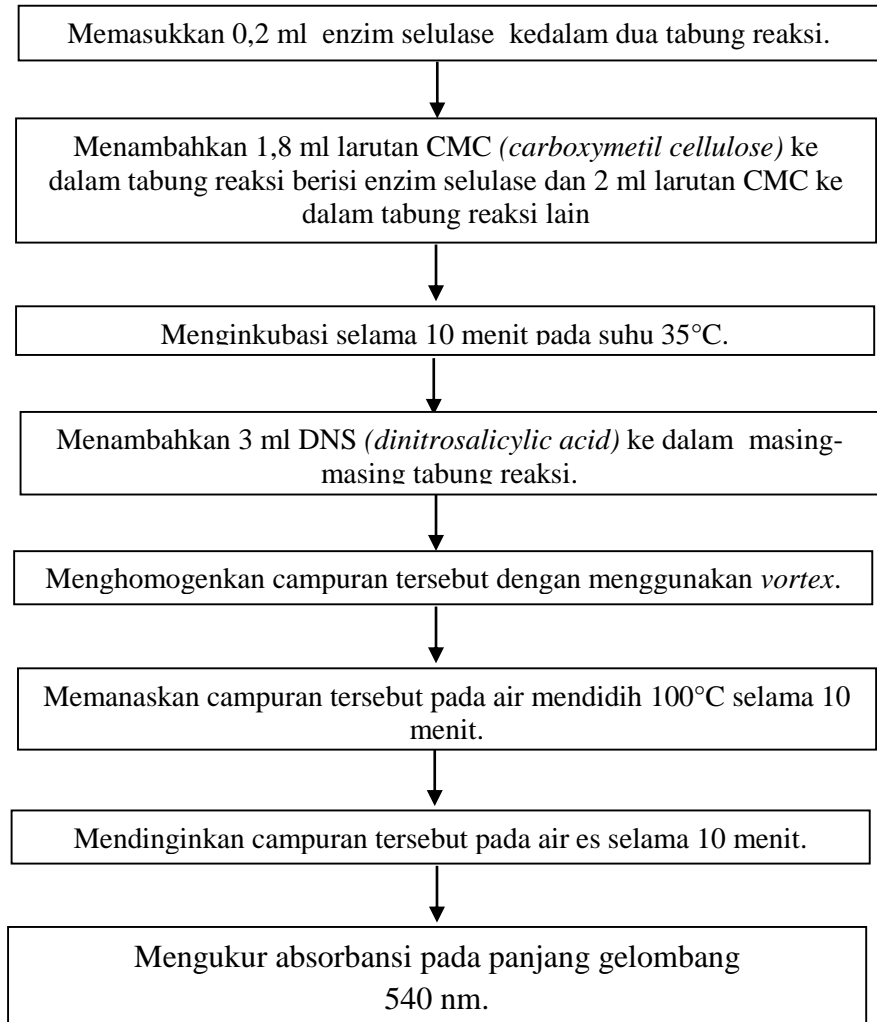 Memasukkan 0,2 ml enzim selulase kedalam dua tabung reaksi.
Menambahkan 1,8 ml larutan CMC (carboxymetil cellulose) ke
dalam tabung reaksi berisi enzim selulase dan 2 ml larutan CMC ke
dalam tabung reaksi lain
Menginkubasi selama 10 menit pada suhu 35°C.
Menambahkan 3 ml DNS (dinitrosalicylic acid) ke dalam masing-
masing tabung reaksi.
Menghomogenkan campuran tersebut dengan menggunakan vortex.
Memanaskan campuran tersebut pada air mendidih 100°C selama 10
menit.
Mendinginkan campuran tersebut pada air es selama 10 menit.
Mengukur absorbansi pada panjang gelombang
540 nm.